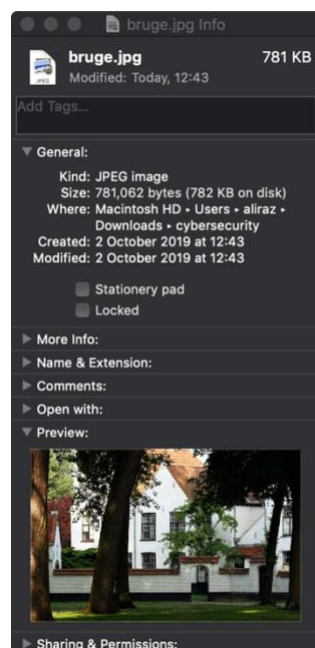 bruge.jpg Info
bruge.jpg 781 KB
Modified: Today, 12:43
JPEG
Add Tags...
General:
Kind: JPEG image
Size: 781,062 bytes (782 KB on disk)
Where: Macintosh HD ▸ Users ▸ aliraz ▸
Downloads ▸ cybersecurity
Created: 2 October 2019 at 12:43
Modified: 2 October 2019 at 12:43
Stationery pad
Locked
More Info:
Name & Extension:
Comments:
Open with:
Preview:
Sharing & Permissions: